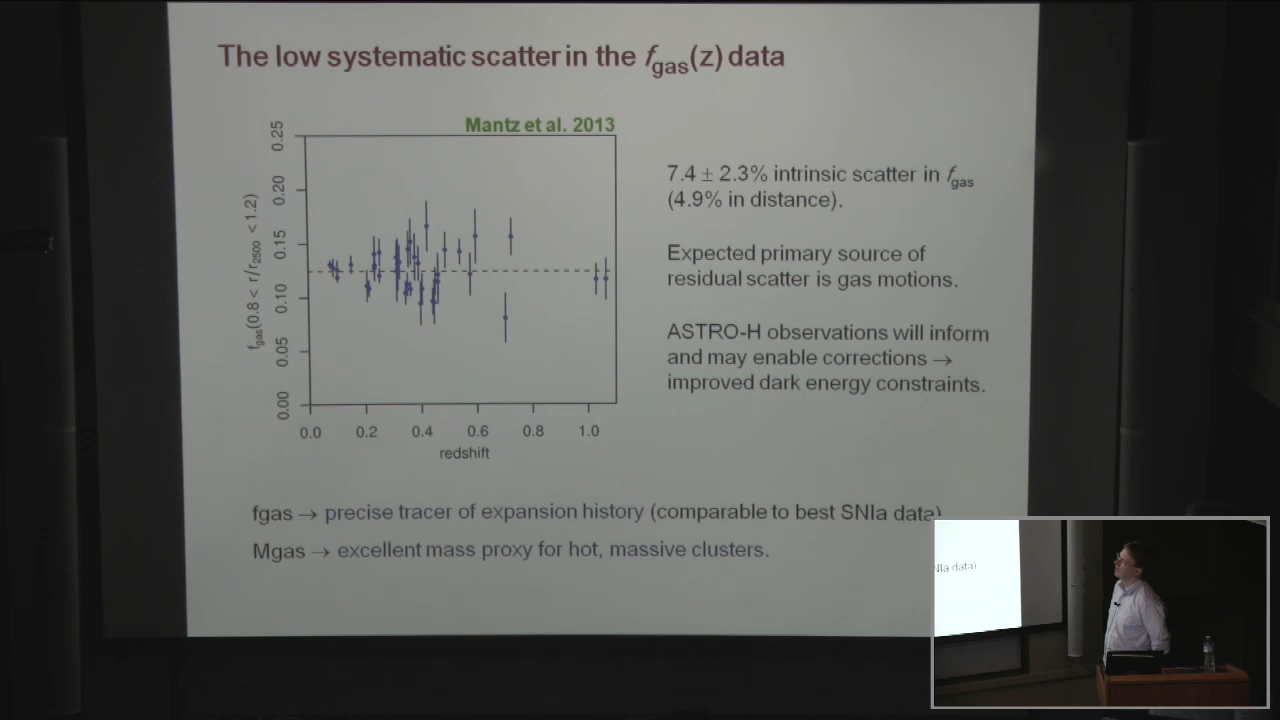 The low systematic scatter in the fgas(z) data
Mantz et al. 2013
0.25
0.20
0.15
0.10
0.05
0.00
fgas(0.8 < r/r2500 < 1.2)
0.0 0.2 0.4 0.6 0.8 1.0
redshift
7.4 ± 2.3% intrinsic scatter in fgas
(4.9% in distance).
Expected primary source of
residual scatter is gas motions.
ASTRO-H observations will inform
and may enable corrections →
improved dark energy constraints.
fgas → precise tracer of expansion history (comparable to best SNIa data)
Mgas → excellent mass proxy for hot, massive clusters.
NIa data).